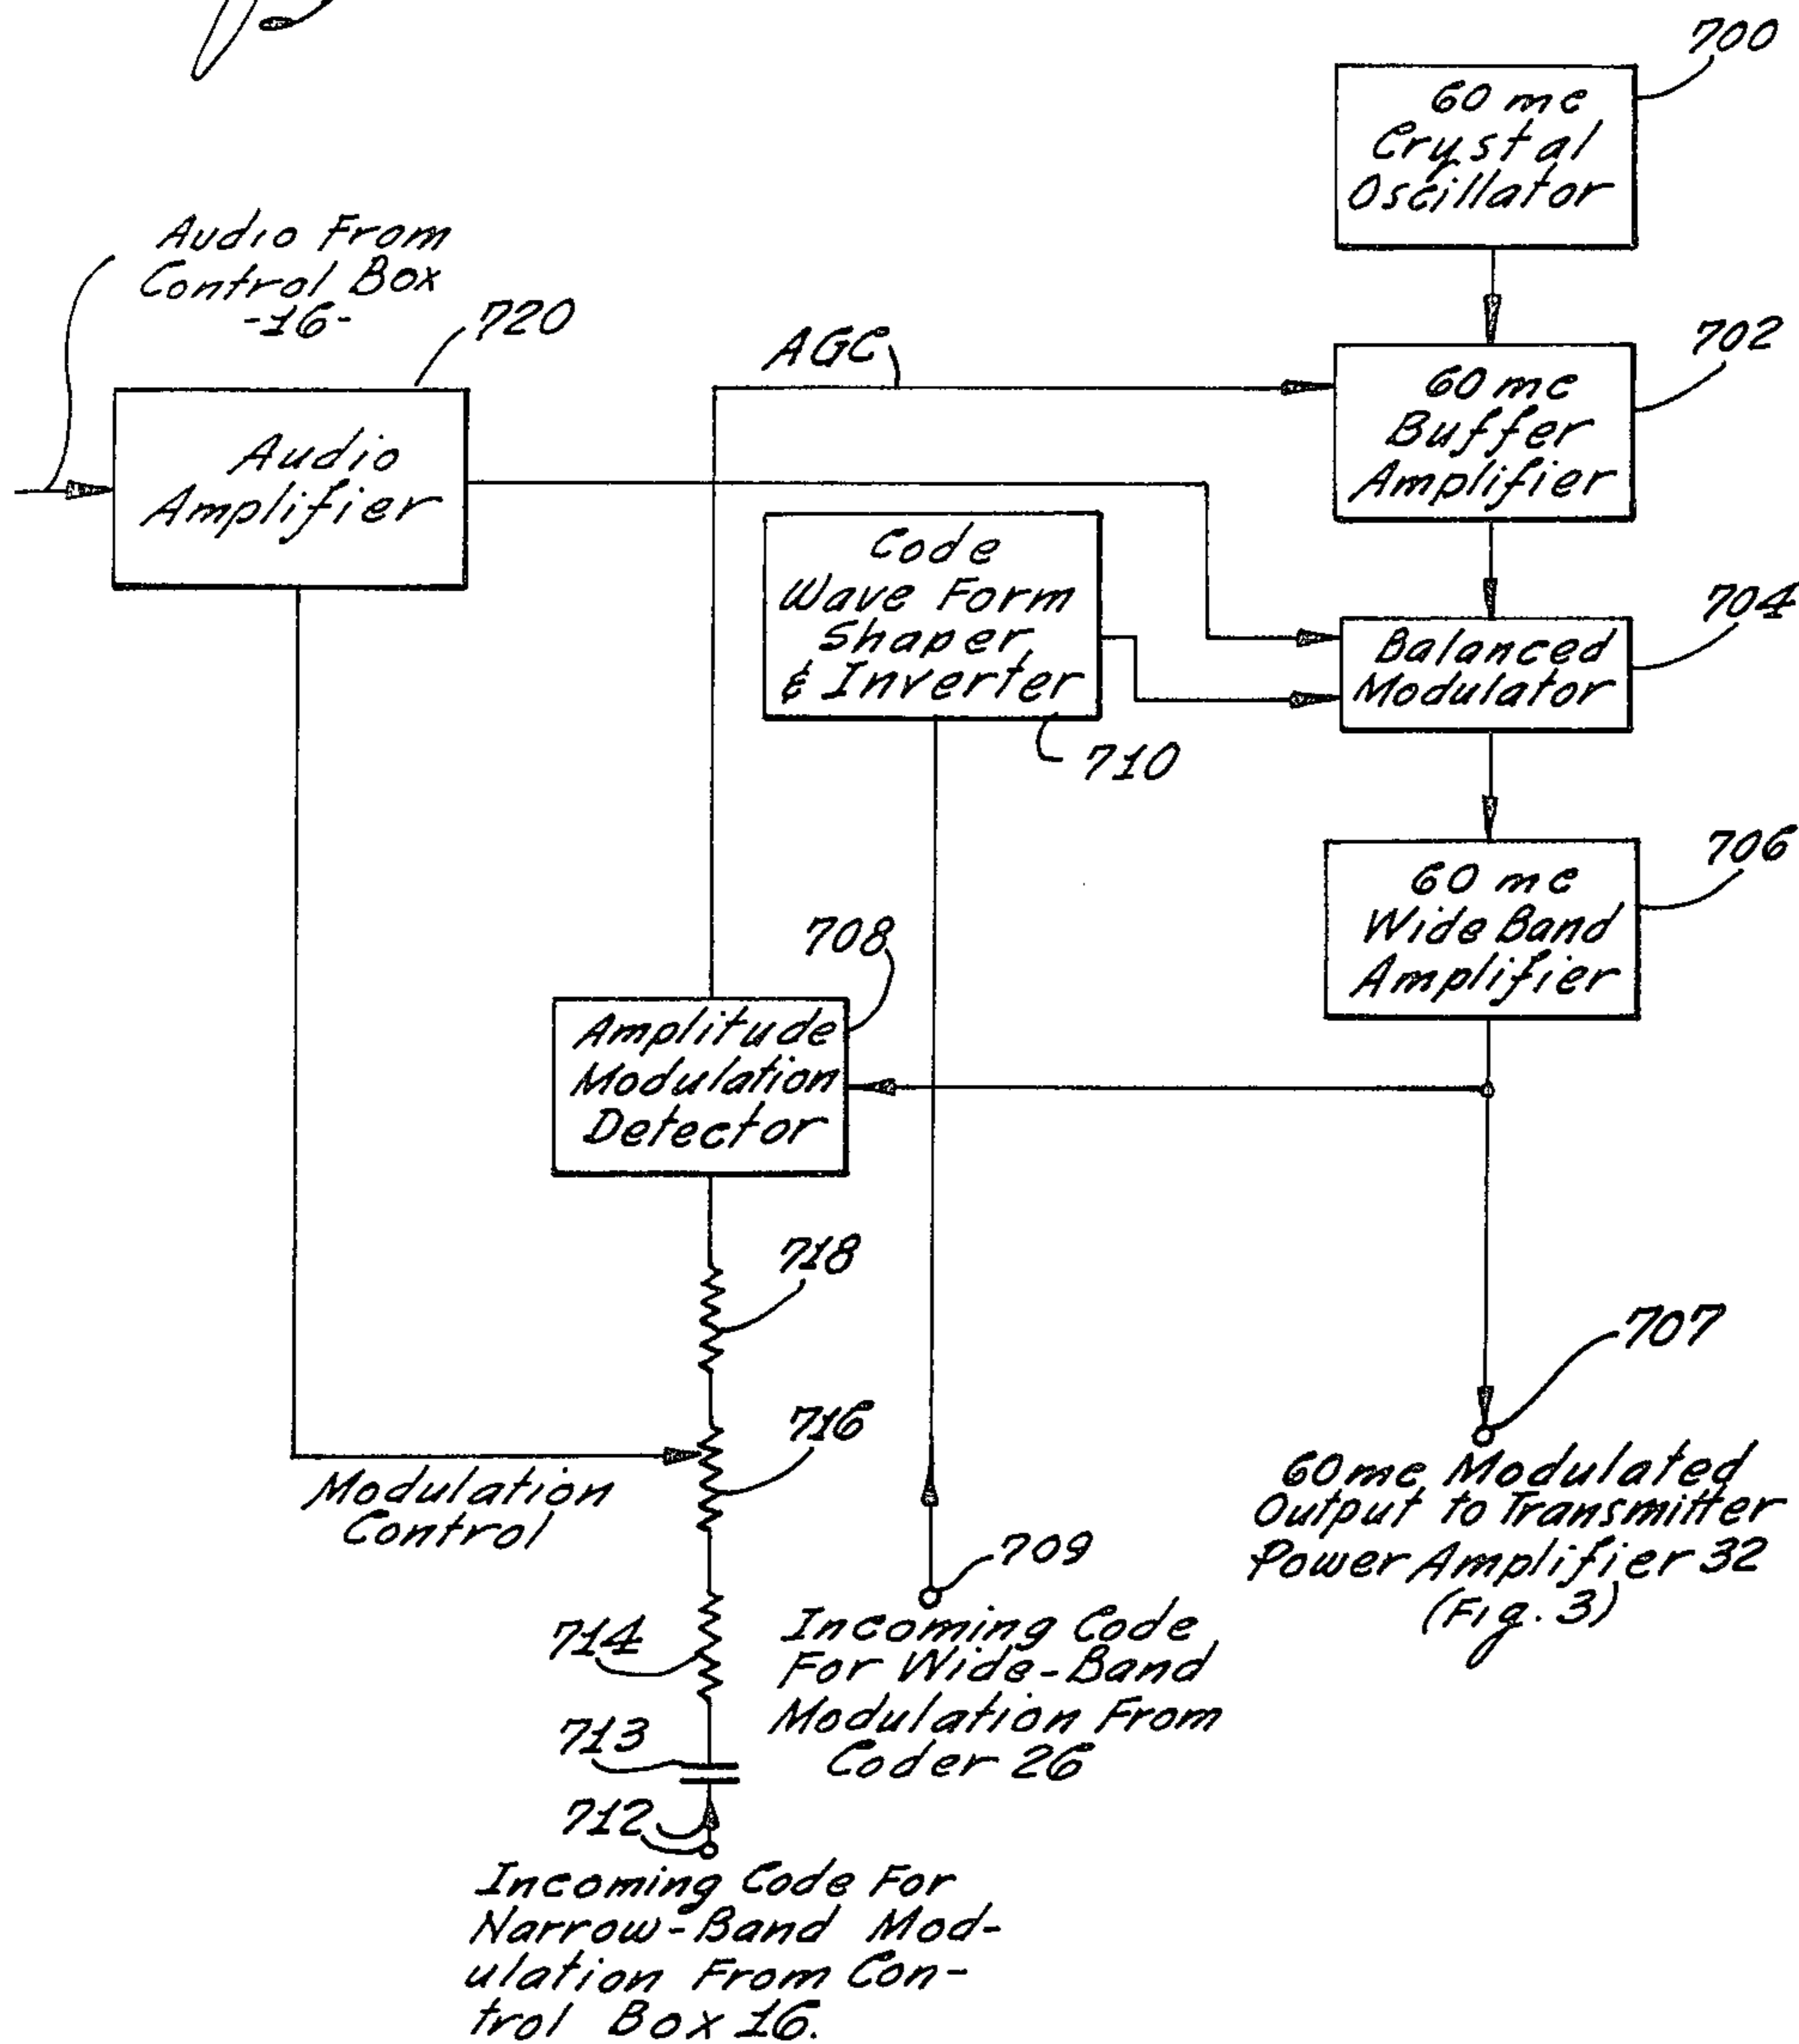 700
60 mc
Crystal
Oscillator
Audio From
Control Box
-16-
720
AGC
702
60 mc
Buffer
Amplifier
Audio
Amplifier
Code
Wave Form
Shaper
& Inverter
710
704
Balanced
Modulator
706
60 mc
Wide Band
Amplifier
708
Amplitude
Modulation
Detector
718
716
Modulation
Control
707
60mc Modulated
Output to Transmitter
Power Amplifier 32
(Fig. 3)
709
Incoming Code
For Wide-Band
Modulation From
Coder 26
714
713
712
Incoming Code For
Narrow-Band Mod-
ulation From Con-
trol Box 16.